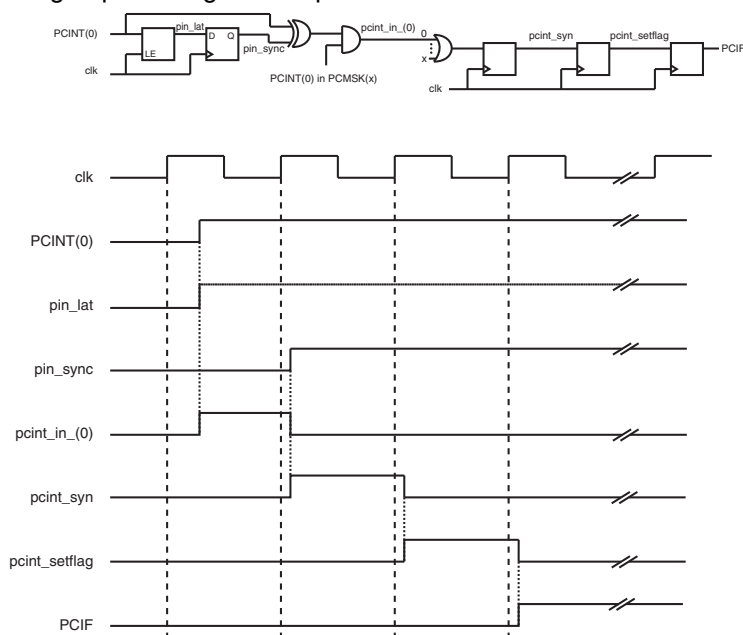 pin_lat
pcint_in_(0)
PCINT(0)
D Q
pin_sync
0
LE
x
clk
PCINT(0) in PCMSK(x)
clk
pcint_syn
pcint_setflag
PCIF
clk
PCINT(0)
pin_lat
pin_sync
pcint_in_(0)
pcint_syn
pcint_setflag
PCIF